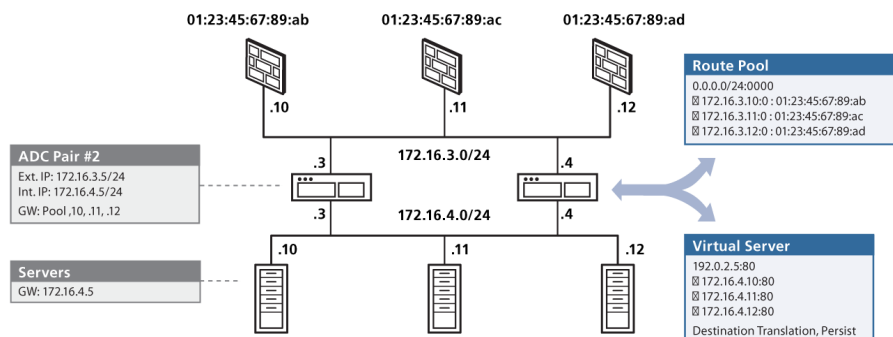 01:23:45:67:89:ab
01:23:45:67:89:ac
01:23:45:67:89:ad
.10
.11
.12
Route Pool
0.0.0.0/24:0000
172.16.3.10:0 : 01:23:45:67:89:ab
172.16.3.11:0 : 01:23:45:67:89:ac
172.16.3.12:0 : 01:23:45:67:89:ad
ADC Pair #2
Ext. IP: 172.16.3.5/24
Int. IP: 172.16.4.5/24
GW: Pool ,10, .11, .12
.3
172.16.3.0/24
.4
.3
172.16.4.0/24
.4
.10
.11
.12
Servers
GW: 172.16.4.5
Virtual Server
192.0.2.5:80
172.16.4.10:80
172.16.4.11:80
172.16.4.12:80
Destination Translation, Persist